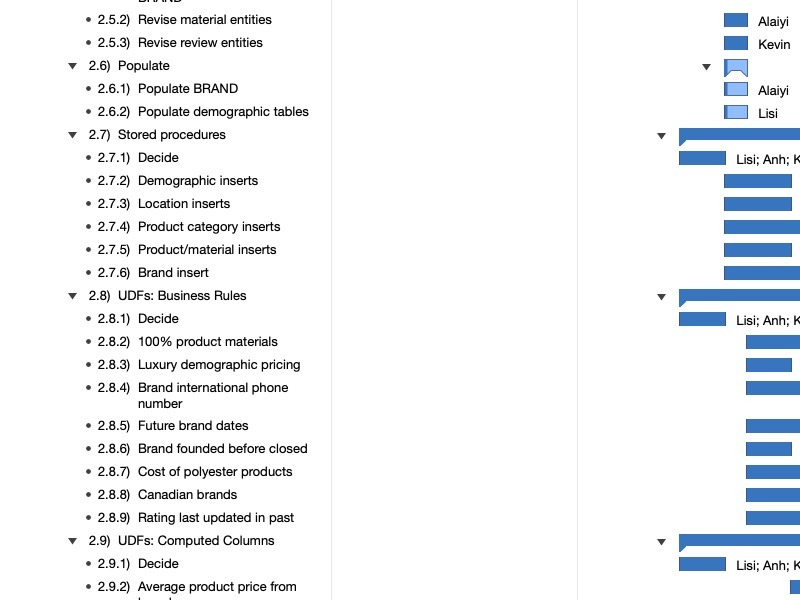 2.5.2) Revise material entities Alaiyi
2.5.3) Revise review entities Kevin
2.6) Populate
2.6.1) Populate BRAND Alaiyi
2.6.2) Populate demographic tables Lisi
2.7) Stored procedures
2.7.1) Decide Lisi; Anh; K
2.7.2) Demographic inserts
2.7.3) Location inserts
2.7.4) Product category inserts
2.7.5) Product/material inserts
2.7.6) Brand insert
2.8) UDFs: Business Rules
2.8.1) Decide Lisi; Anh; K
2.8.2) 100% product materials
2.8.3) Luxury demographic pricing
2.8.4) Brand international phone
number
2.8.5) Future brand dates
2.8.6) Brand founded before closed
2.8.7) Cost of polyester products
2.8.8) Canadian brands
2.8.9) Rating last updated in past
2.9) UDFs: Computed Columns
2.9.1) Decide Lisi; Anh; K
2.9.2) Average product price from